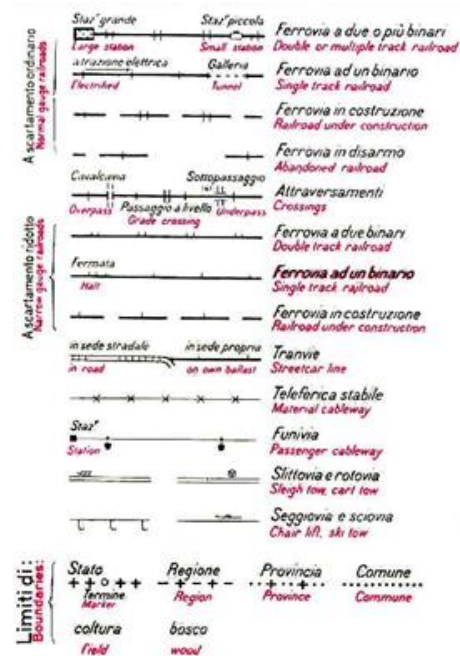 Staz.e grande Staz.e piccola
Large station Small station
Ferrovia a due o più binari
Double or multiple track railroad
a trazione elettrica Galleria
Electrified Tunnel
Ferrovia ad un binario
Single track railroad
Ferrovia in costruzione
Railroad under construction
Ferrovia in disarmo
Abandoned railroad
Cavalcavia Sottopassaggio
Overpass Passaggio a livello Underpass
Grade crossing
Attraversamenti
Crossings
A scartamento ordinario
Normal gauge railroads
Ferrovia a due binari
Double track railroad
Fermata
Halt
Ferrovia ad un binario
Single track railroad
Ferrovia in costruzione
Railroad under construction
A scartamento ridotto
Narrow gauge railroads
in sede stradale in sede propria
in road on own ballast
Tranvie
Streetcar line
Teleferica stabile
Material cableway
Staz.e
Station
Funivia
Passenger cableway
Slittovia e rotovia
Sleigh tow, cart tow
Seggiovia e sciovia
Chair lift, ski tow
Limiti di:
Boundaries:
Stato Regione Provincia Comune
Termine
Marker Region Province Commune
coltura bosco
field wood